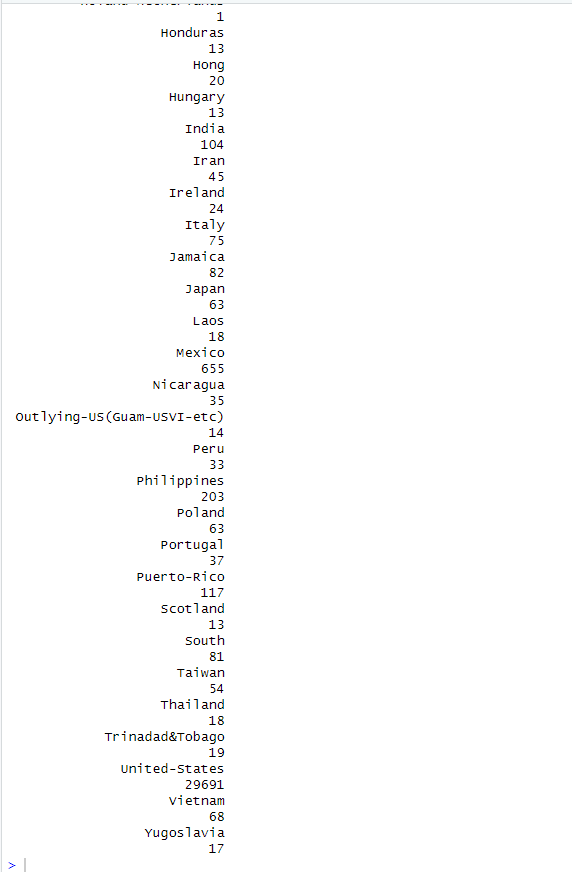 1
Honduras
13
Hong
20
Hungary
13
India
104
Iran
45
Ireland
24
Italy
75
Jamaica
82
Japan
63
Laos
18
Mexico
655
Nicaragua
35
Outlying-US(Guam-USVI-etc)
14
Peru
33
Philippines
203
Poland
63
Portugal
37
Puerto-Rico
117
Scotland
13
South
81
Taiwan
54
Thailand
18
Trinadad&Tobago
19
United-States
29691
Vietnam
68
Yugoslavia
17
>